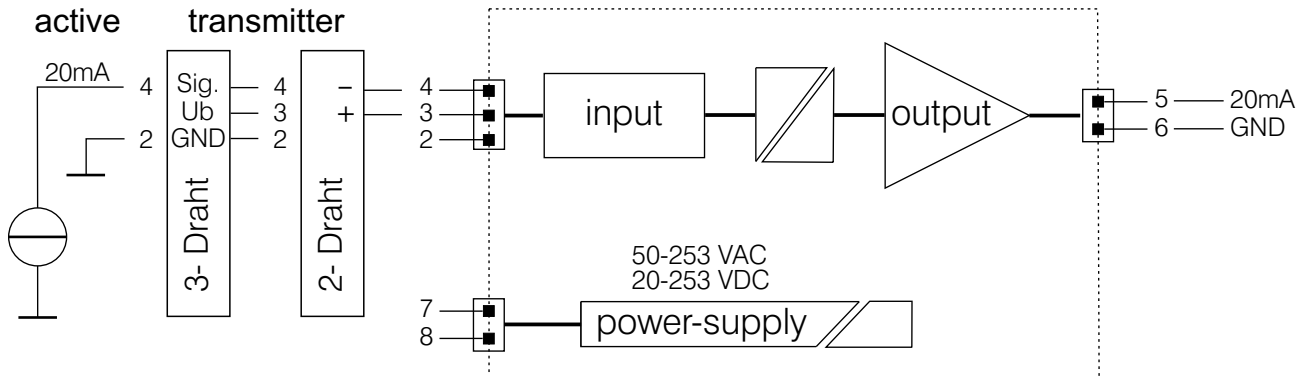 active transmitter
20mA 4 Sig. 4 − 4
Ub 3 + 3
2 GND 2 2
3- Draht
2- Draht
input
output
5 20mA
6 GND
50-253 VAC
20-253 VDC
7
8
power-supply